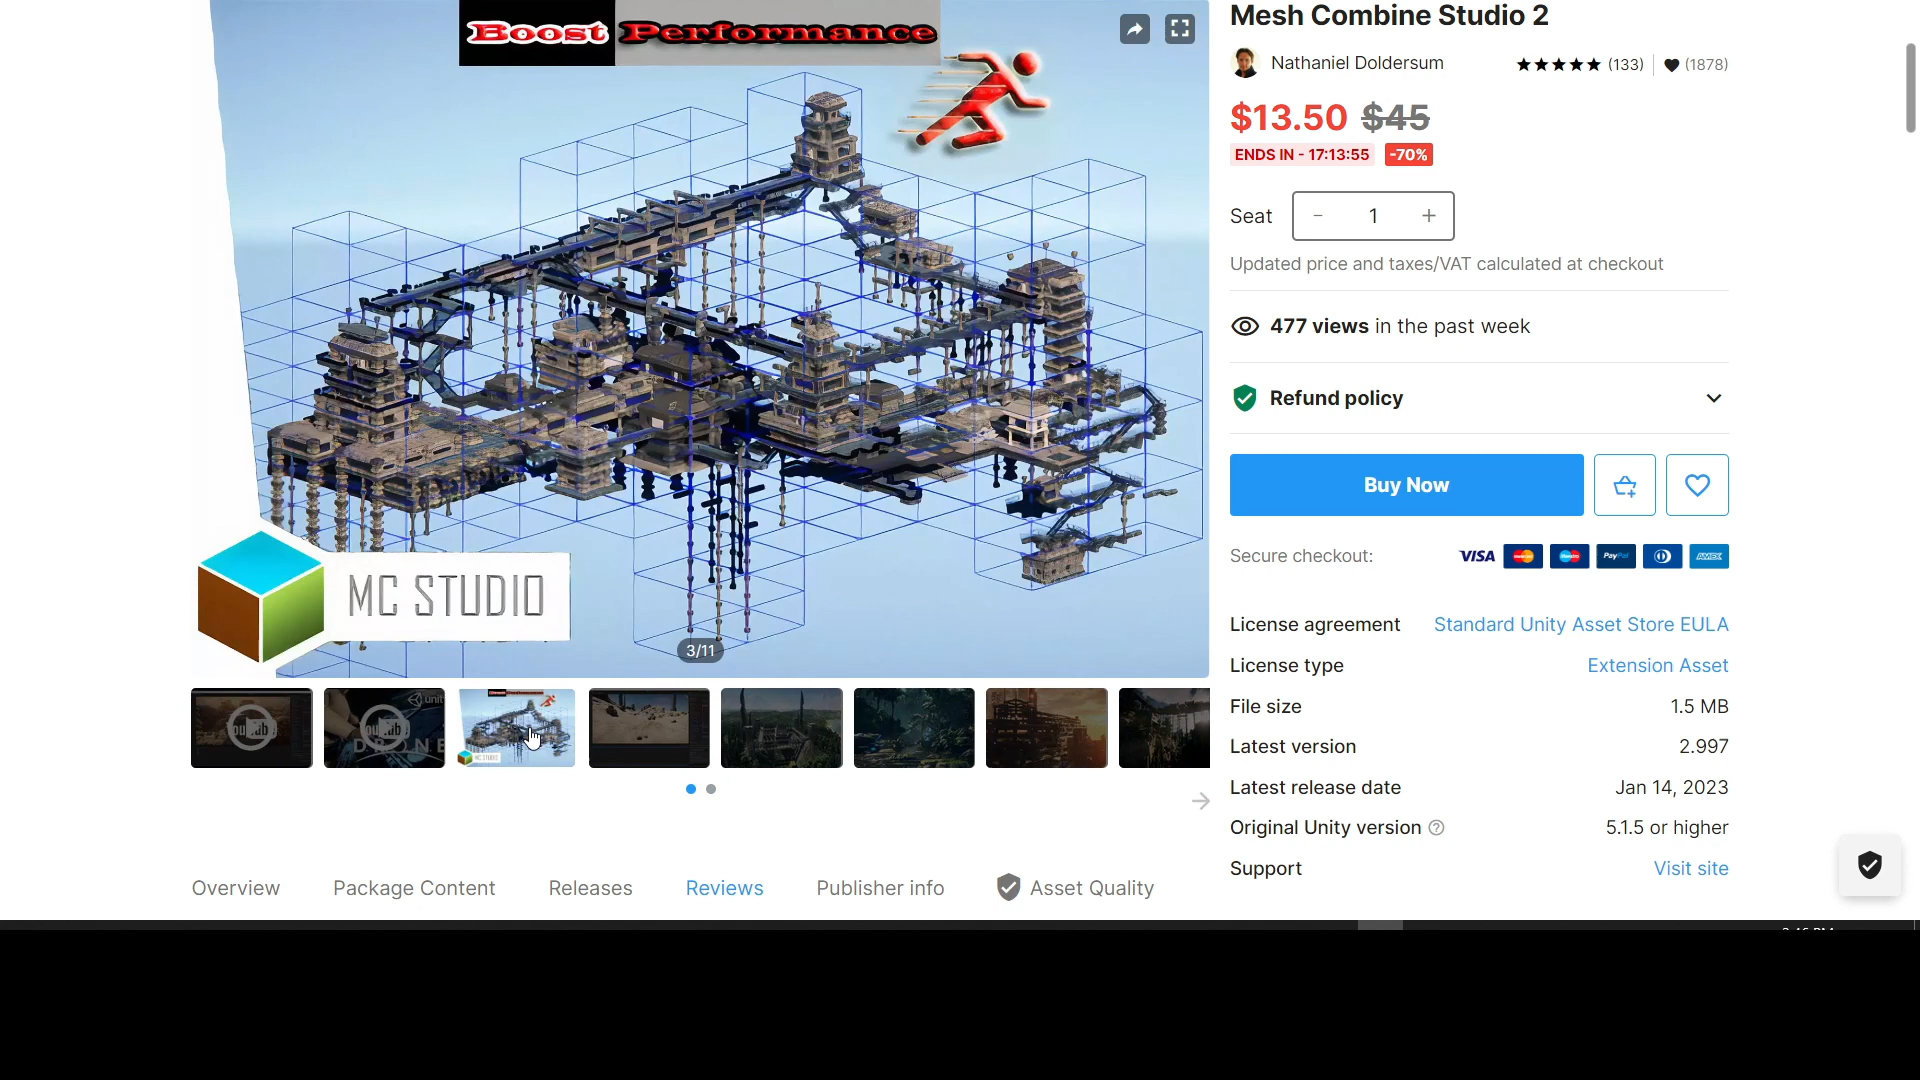 Boost Performance
MC STUDIO
3/11
Mesh Combine Studio 2
Nathaniel Doldersum
(133)
(1878)
$13.50 $45
ENDS IN - 17:13:55
-70%
Seat
- 1 +
Updated price and taxes/VAT calculated at checkout
477 views in the past week
Refund policy
Buy Now
Secure checkout:
VISA
PayPal
AMEX
License agreement
Standard Unity Asset Store EULA
License type
Extension Asset
File size
1.5 MB
Latest version
2.997
Latest release date
Jan 14, 2023
Original Unity version
5.1.5 or higher
Support
Visit site
Overview
Package Content
Releases
Reviews
Publisher info
Asset Quality